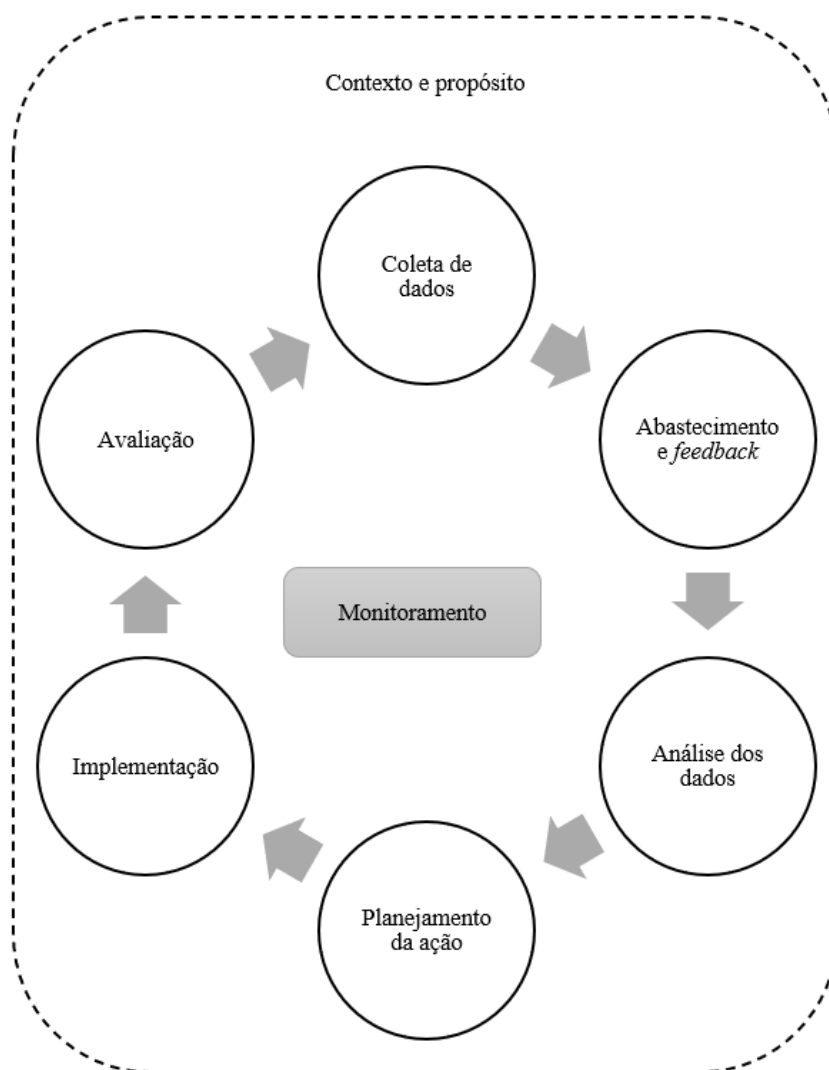 Contexto e propósito
Coleta de
dados
Abastecimento
e feedback
Análise dos
dados
Planejamento
da ação
Implementação
Avaliação
Monitoramento